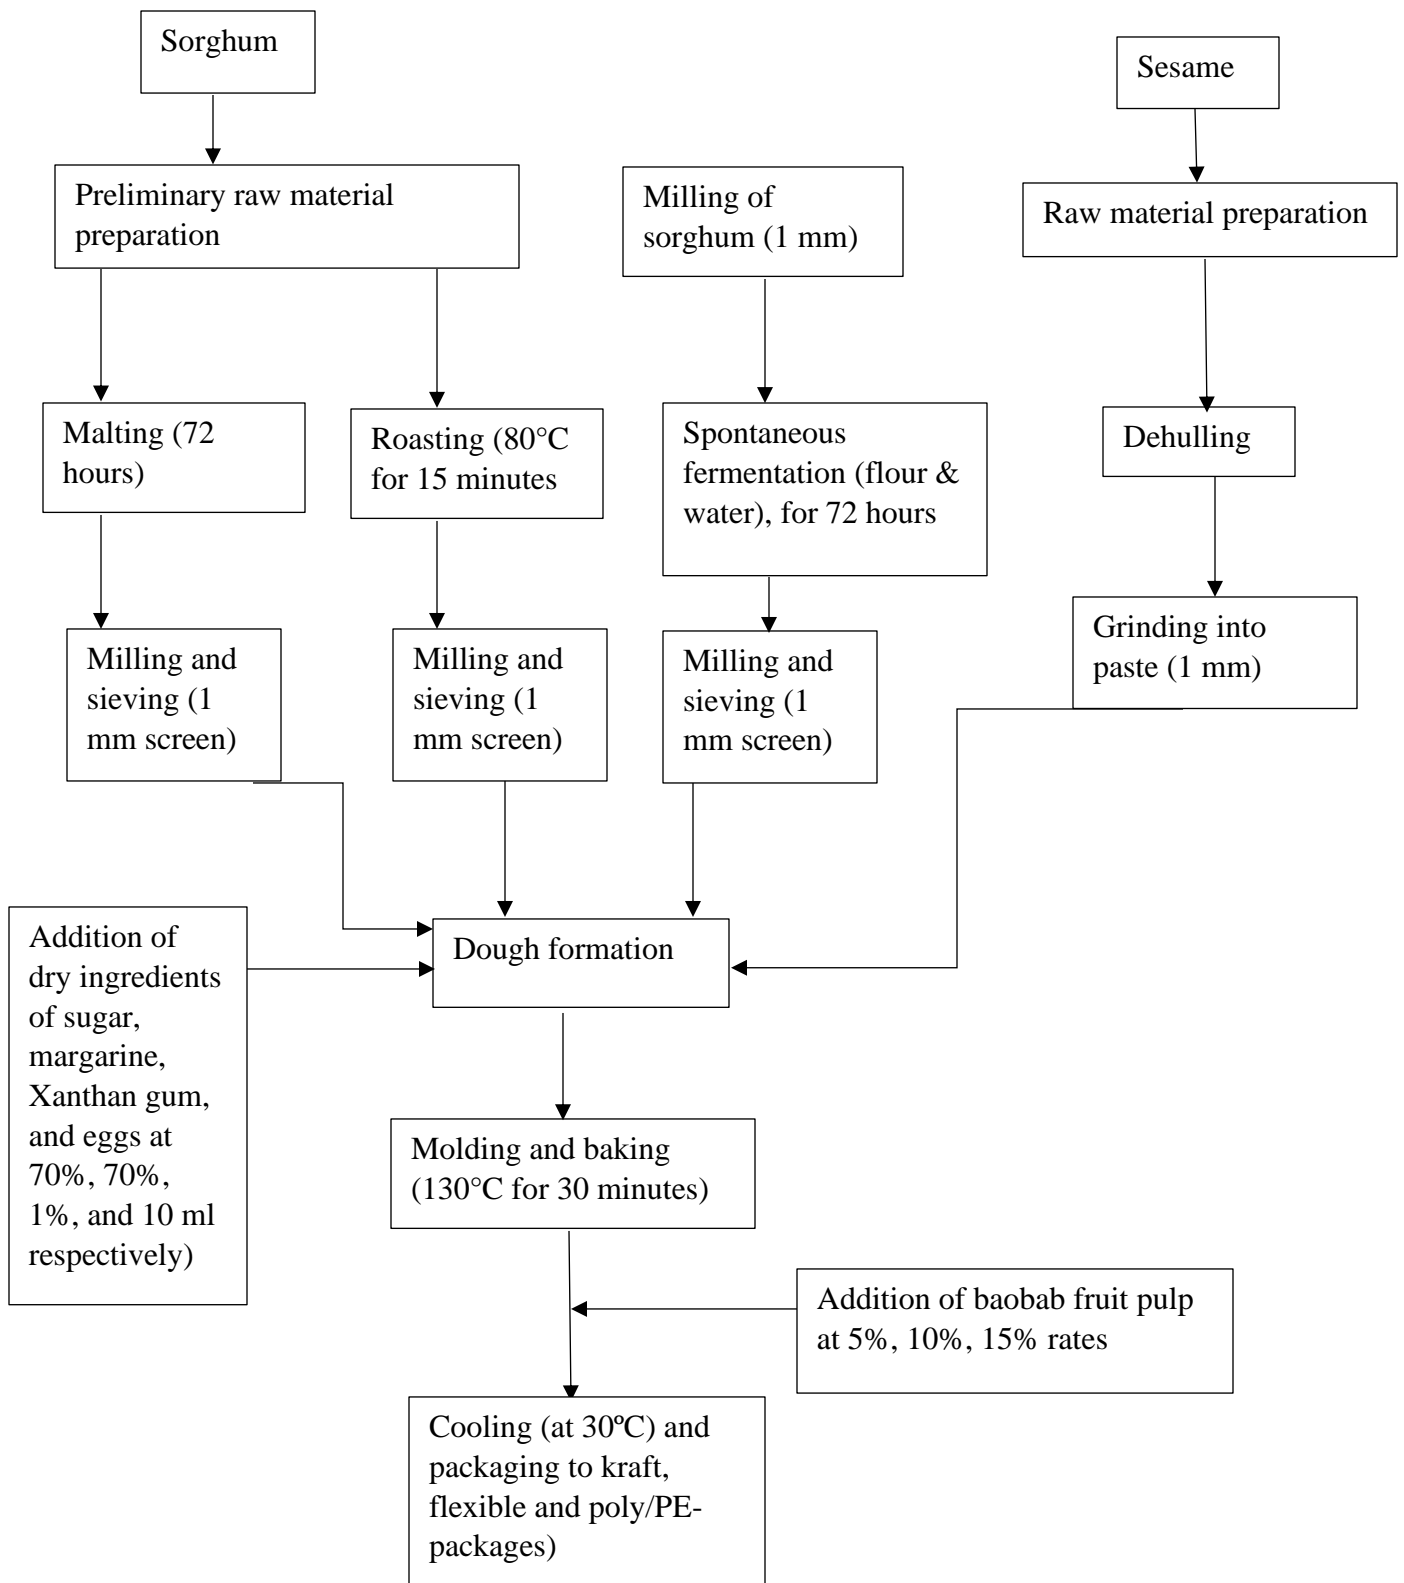 Sorghum
Sesame
Preliminary raw material
preparation
Milling of
sorghum (1 mm)
Raw material preparation
Malting (72
hours)
Roasting (80°C
for 15 minutes
Spontaneous
fermentation (flour &
water), for 72 hours
Dehulling
Milling and
sieving (1
mm screen)
Milling and
sieving (1
mm screen)
Milling and
sieving (1
mm screen)
Grinding into
paste (1 mm)
Addition of
dry ingredients
of sugar,
margarine,
Xanthan gum,
and eggs at
70%, 70%,
1%, and 10 ml
respectively)
Dough formation
Molding and baking
(130°C for 30 minutes)
Addition of baobab fruit pulp
at 5%, 10%, 15% rates
Cooling (at 30ºC) and
packaging to kraft,
flexible and poly/PE-
packages)